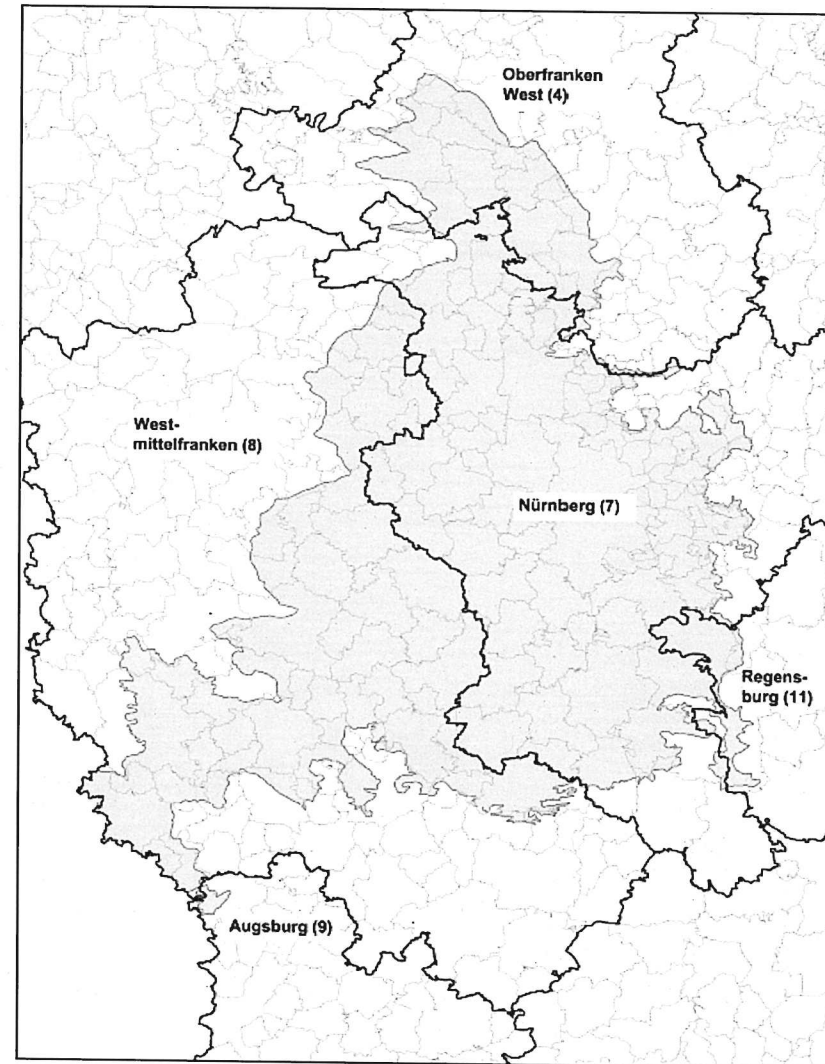 Oberfranken
West (4)
West-
mittelfranken (8)
Nürnberg (7)
Regens-
burg (11)
Augsburg (9)